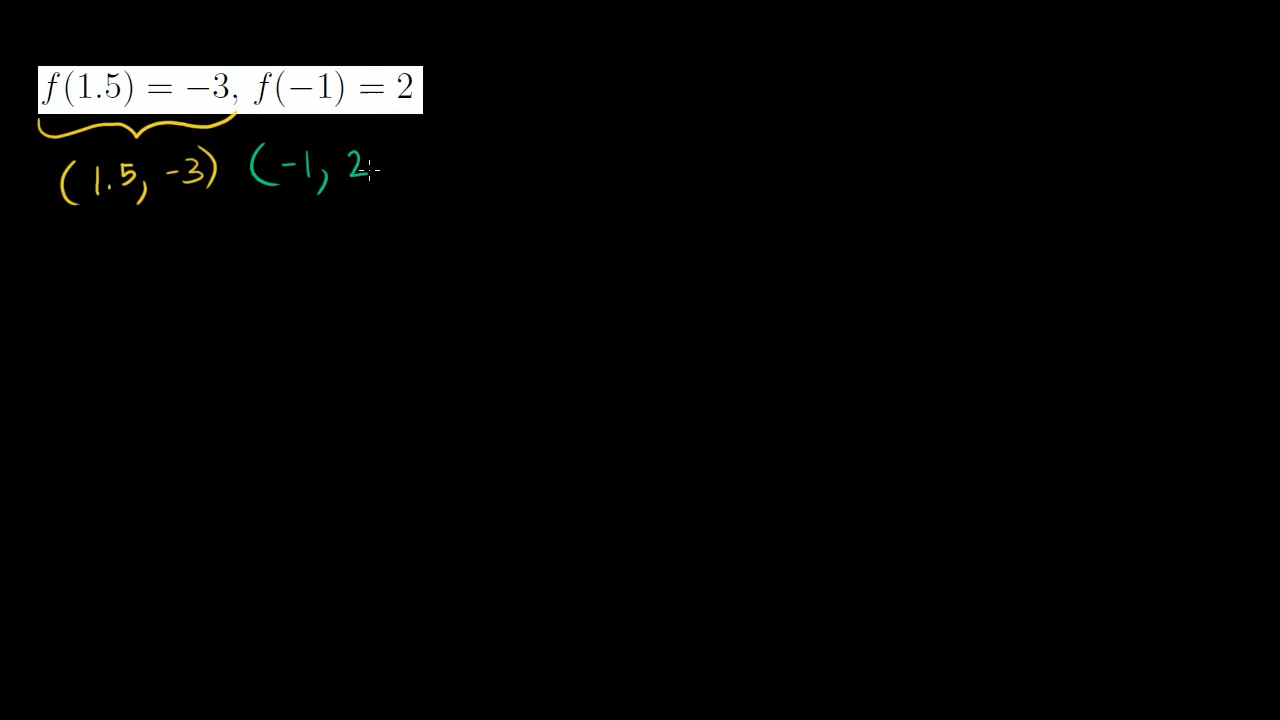 f(1.5) = −3, f(−1) = 2
(1.5, -3) (-1, 2